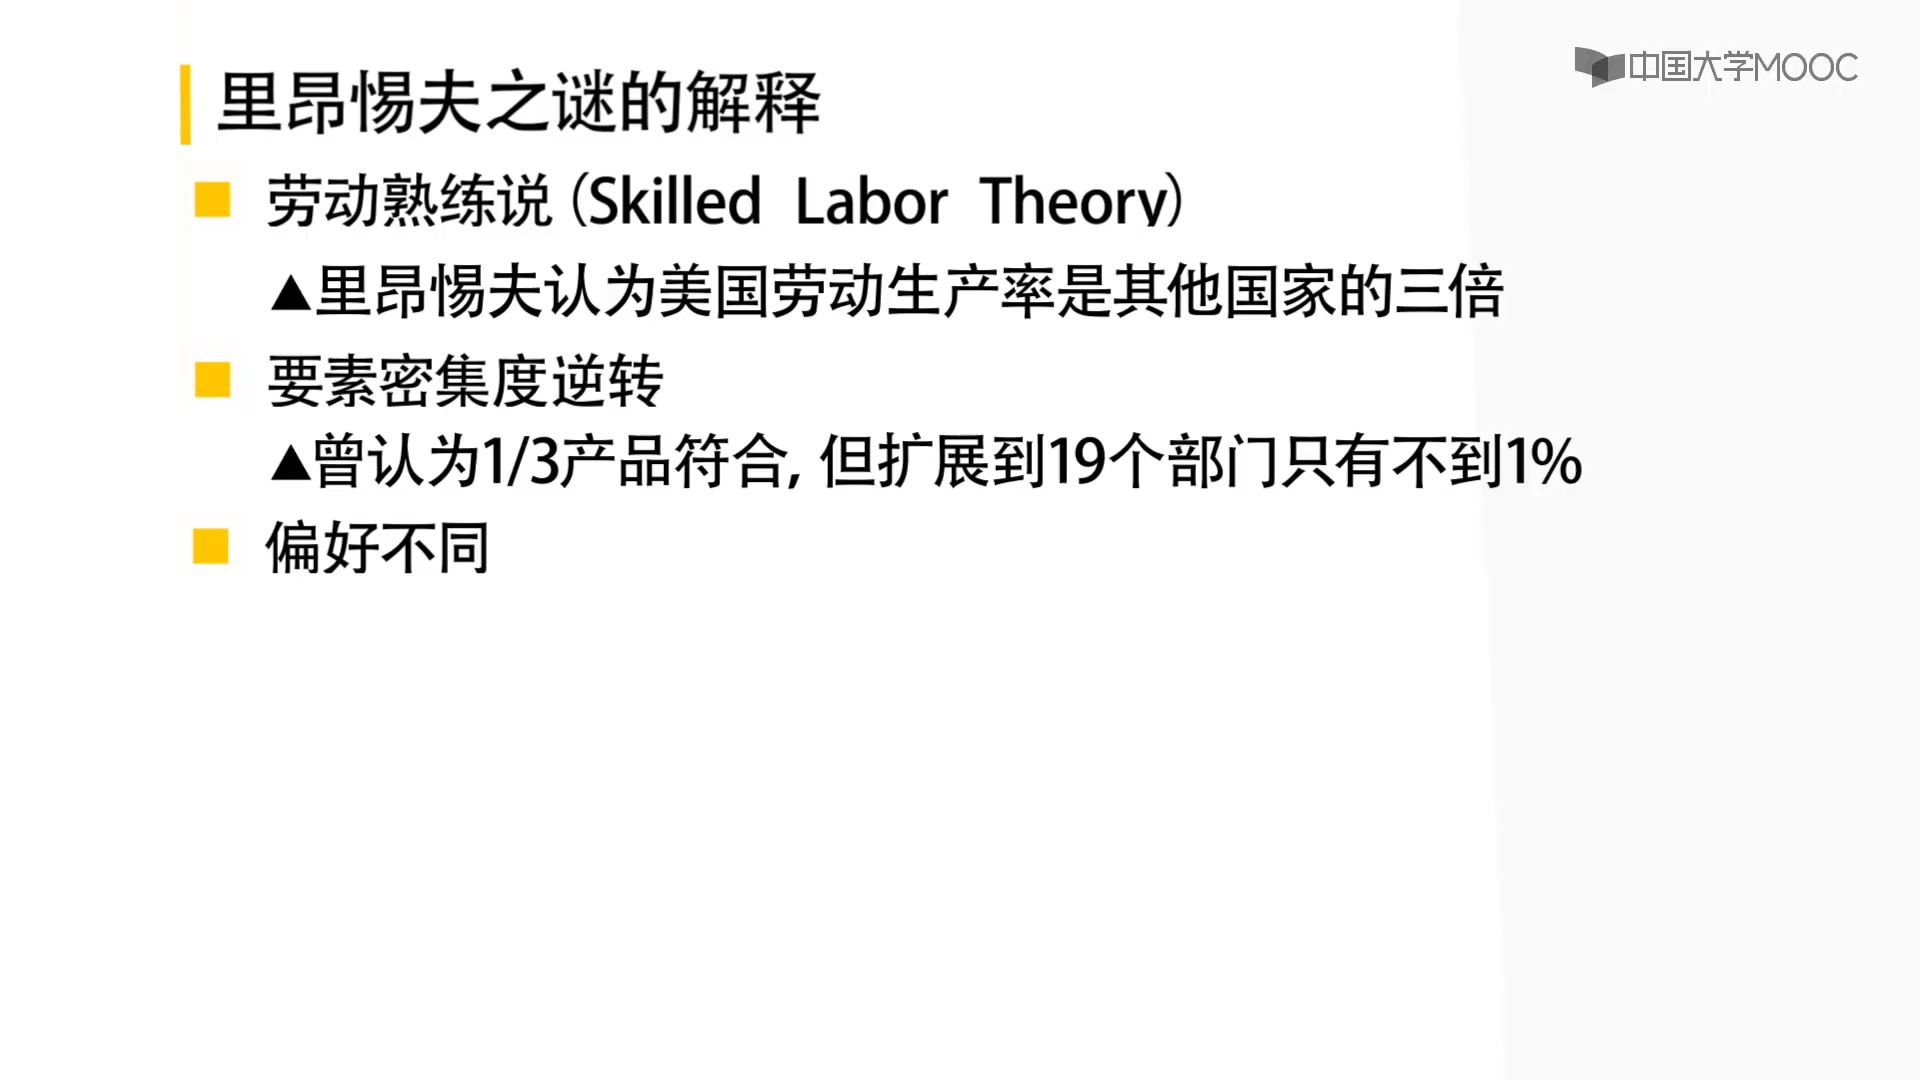 中国大学MOOC
里昂惕夫之谜的解释
劳动熟练说(Skilled Labor Theory)
▲里昂惕夫认为美国劳动生产率是其他国家的三倍
要素密集度逆转
▲曾认为1/3产品符合, 但扩展到19个部门只有不到1%
偏好不同